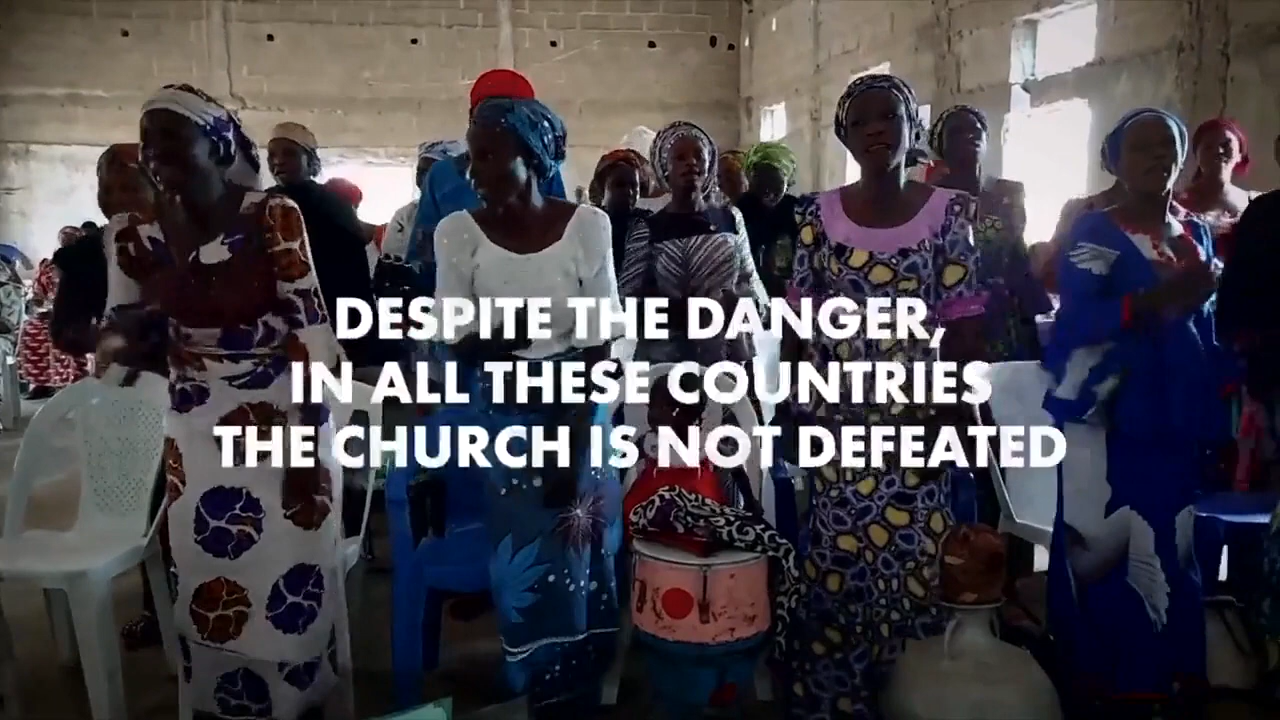 DESPITE THE DANGER,
IN ALL THESE COUNTRIES
THE CHURCH IS NOT DEFEATED